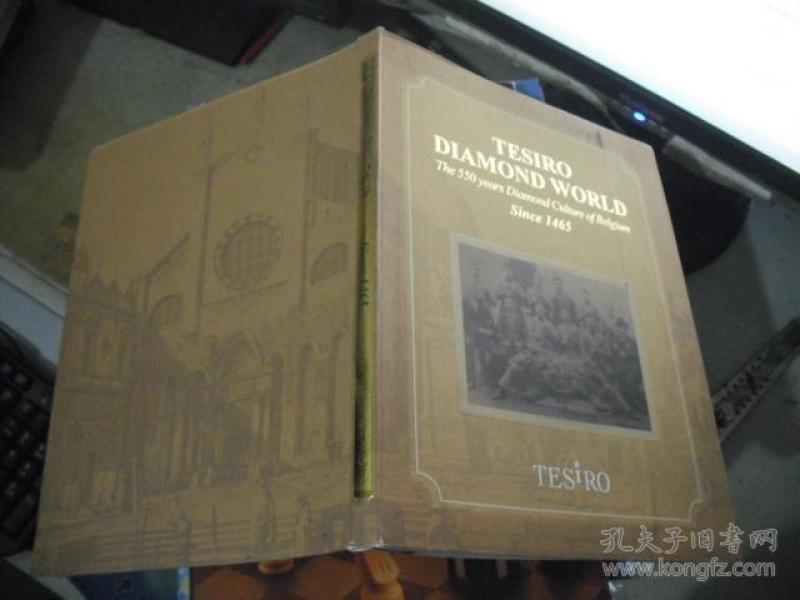 TESIRO
DIAMOND WORLD
The 550 years Diamond Culture of Belgium
Since 1465
TESiRO
孔夫子旧书网
www.kongfz.com